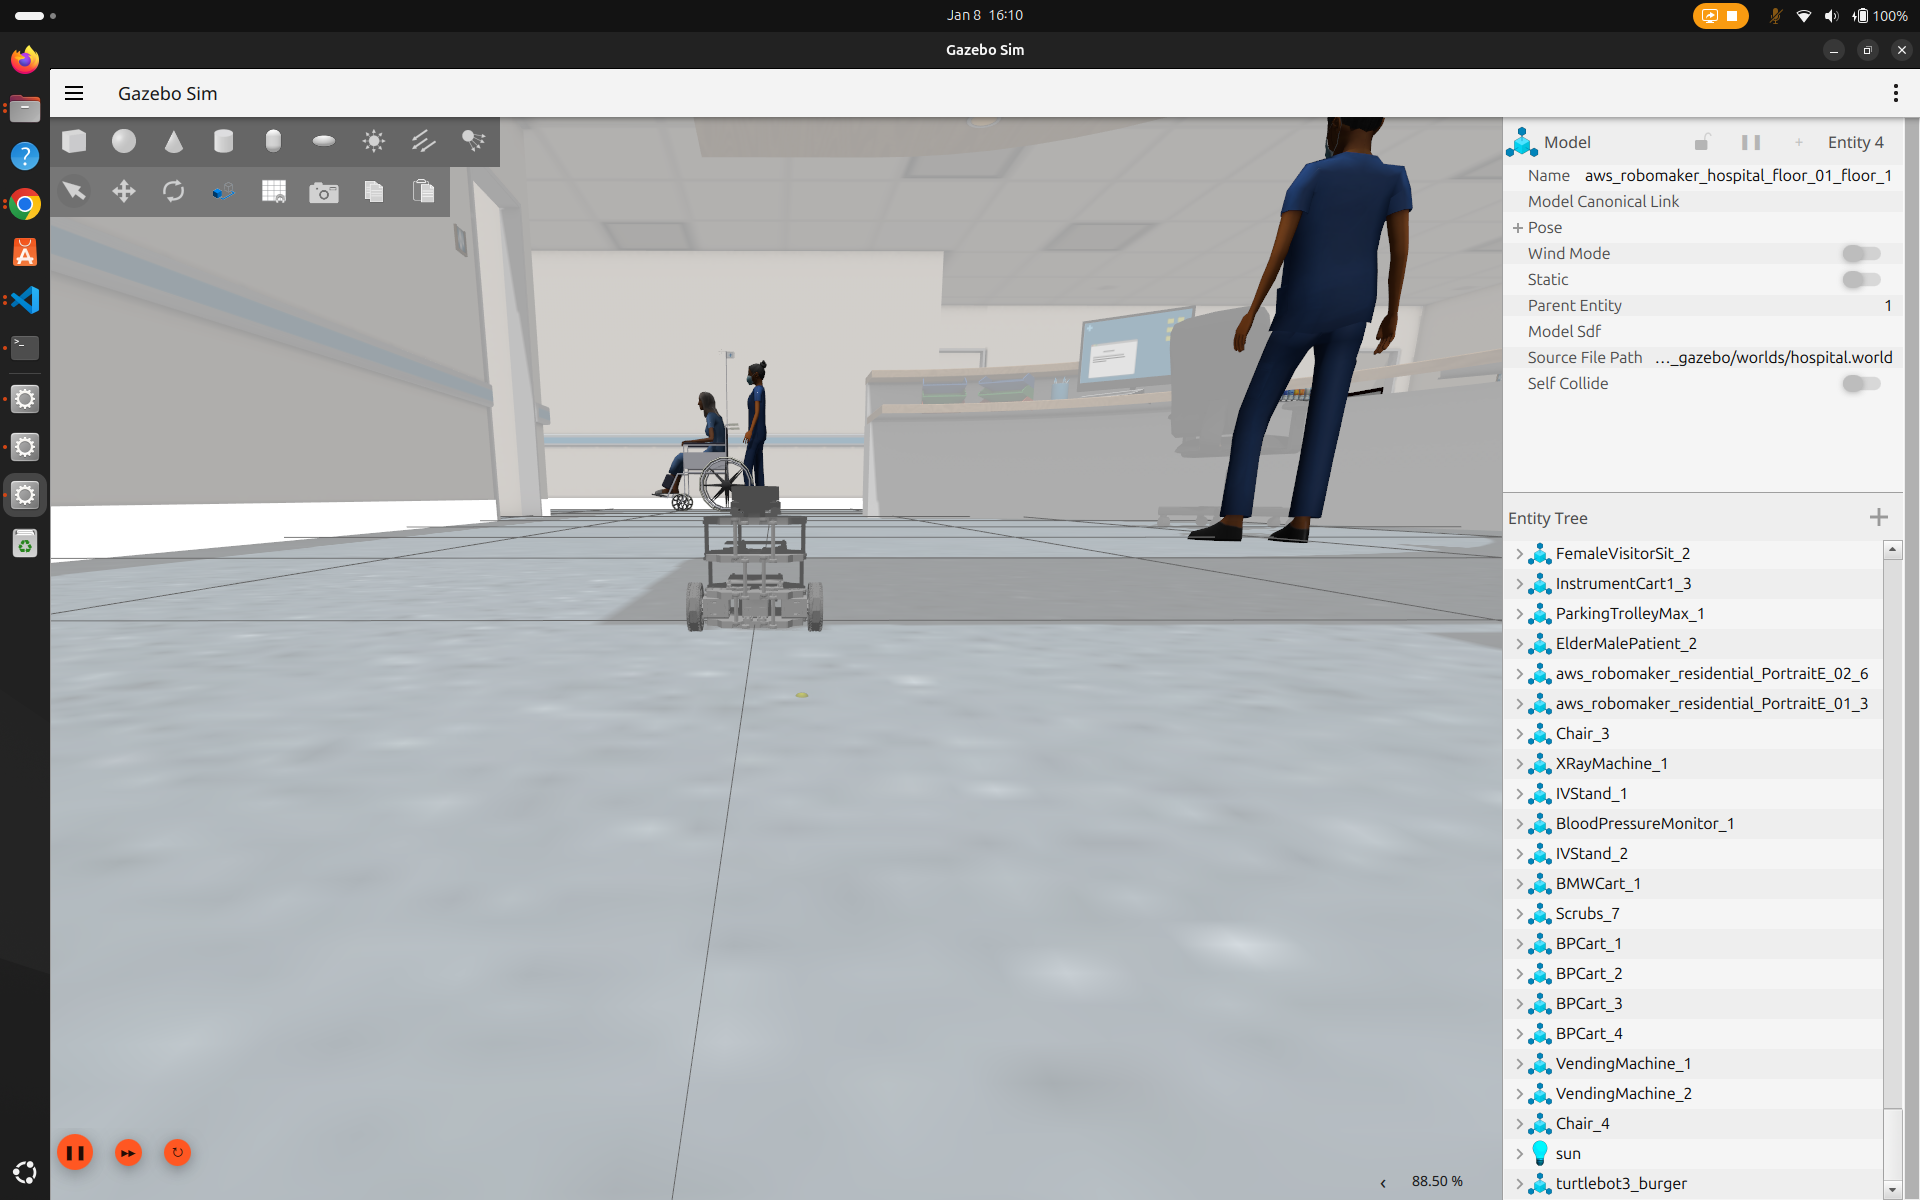 Jan 8 16:10
100%
Gazebo Sim
Gazebo Sim
Model
Entity 4
Name aws_robomaker_hospital_floor_01_floor_1
Model Canonical Link
Pose
Wind Mode
Static
Parent Entity 1
Model Sdf
Source File Path …_gazebo/worlds/hospital.world
Self Collide
Entity Tree
FemaleVisitorSit_2
InstrumentCart1_3
ParkingTrolleyMax_1
ElderMalePatient_2
aws_robomaker_residential_PortraitE_02_6
aws_robomaker_residential_PortraitE_01_3
Chair_3
XRayMachine_1
IVStand_1
BloodPressureMonitor_1
IVStand_2
BMWCart_1
Scrubs_7
BPCart_1
BPCart_2
BPCart_3
BPCart_4
VendingMachine_1
VendingMachine_2
Chair_4
sun
turtlebot3_burger
88.50 %